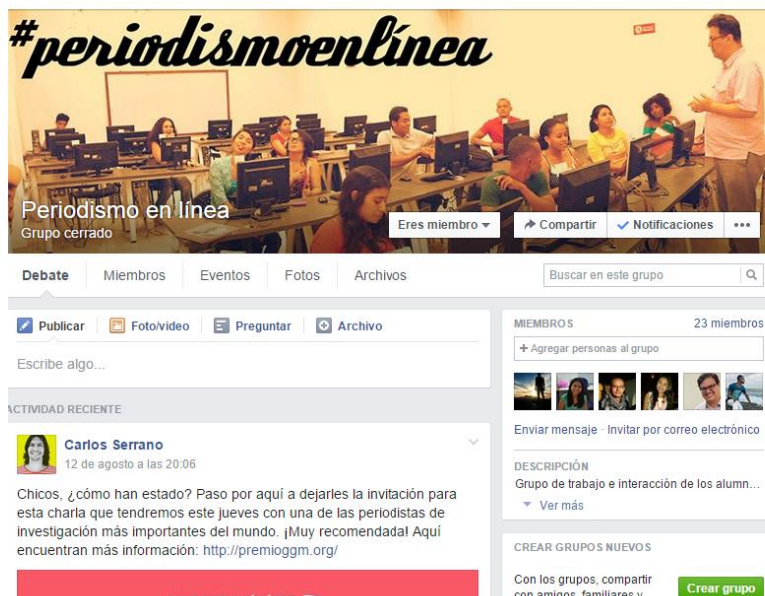 #periodismoenlínea
Periodismo en línea
Grupo cerrado
Eres miembro
Compartir
Notificaciones
Debate
Miembros
Eventos
Fotos
Archivos
Buscar en este grupo
Publicar
Foto/video
Preguntar
Archivo
Escribe algo...
ACTIVIDAD RECIENTE
Carlos Serrano
12 de agosto a las 20:06
Chicos, ¿cómo han estado? Paso por aquí a dejarles la invitación para
esta charla que tendremos este jueves con una de las periodistas de
investigación más importantes del mundo. ¡Muy recomendada! Aquí
encuentran más información: http://premioggm.org/
MIEMBROS
23 miembros
+ Agregar personas al grupo
Enviar mensaje · Invitar por correo electrónico
DESCRIPCIÓN
Grupo de trabajo e interacción de los alumn...
Ver más
CREAR GRUPOS NUEVOS
Con los grupos, compartir
con amigos, familiares y
Crear grupo